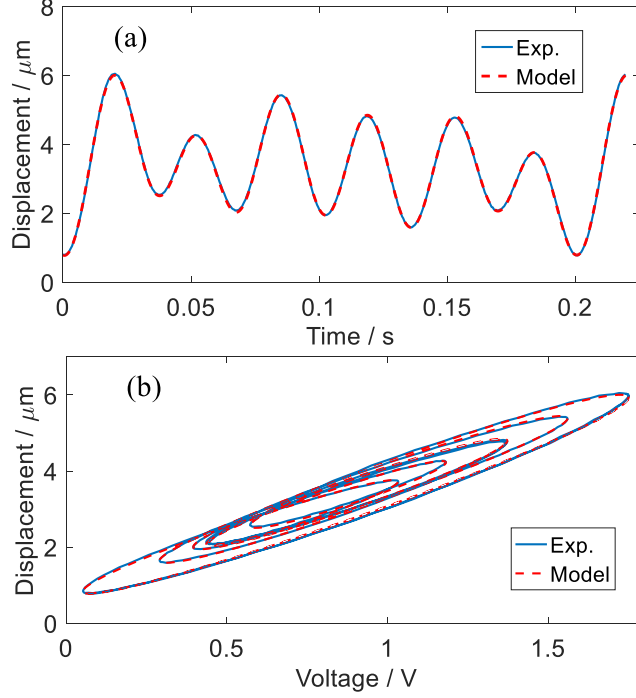 (a)
Exp.
Model
Displacement / μm
8
6
4
2
0
0 0.05 0.1 0.15 0.2
Time / s
(b)
Exp.
Model
Displacement / μm
6
4
2
0
0 0.5 1 1.5
Voltage / V